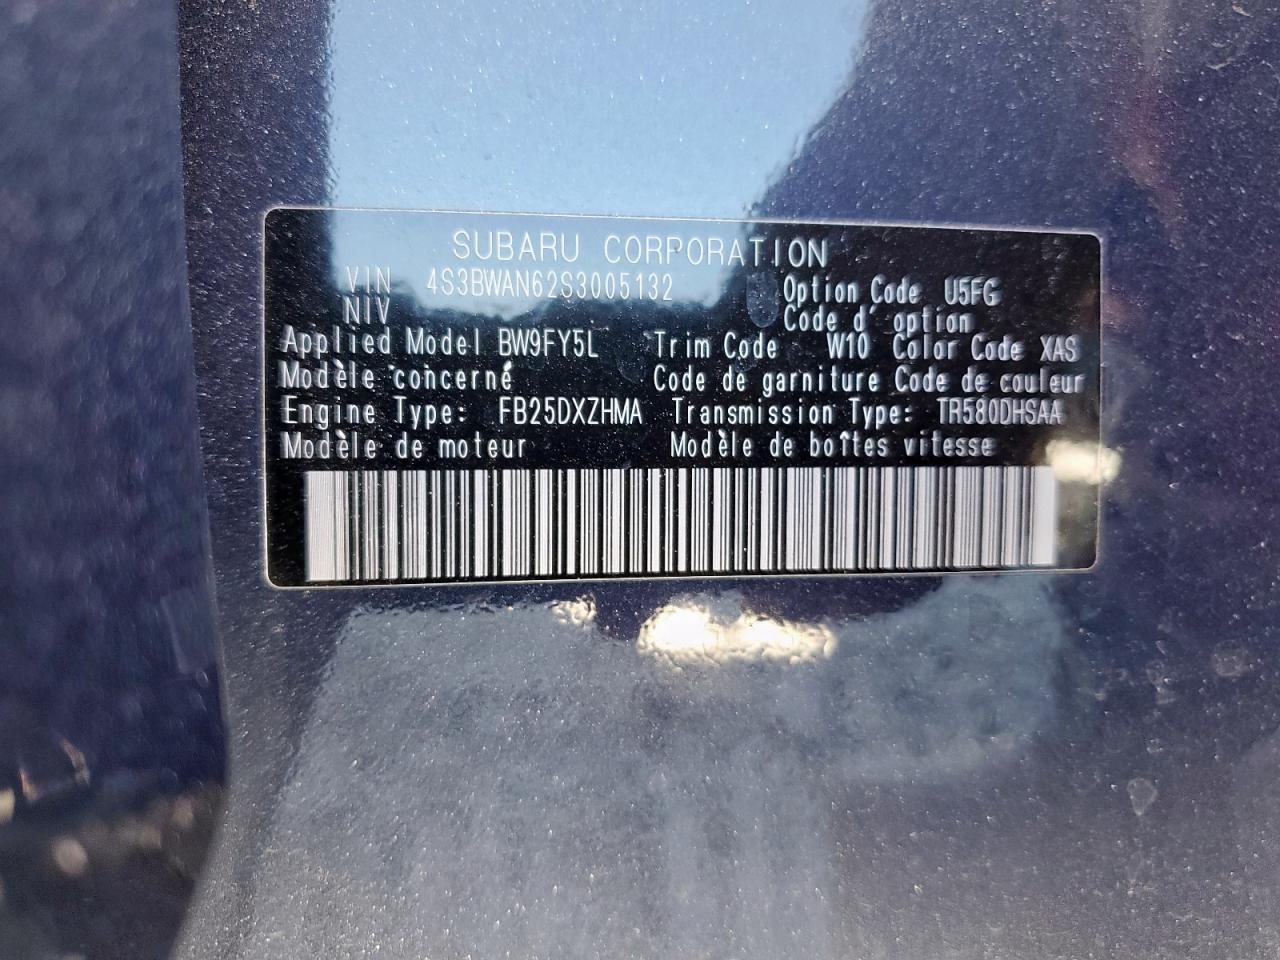 SUBARU CORPORATION
VIN 4S3BWAN62S3005132 Option Code U5FG
NIV Code d'option
Applied Model BW9FY5L Trim Code W10 Color Code XAS
Modèle concerné Code de garniture Code de couleur
Engine Type: FB25DXZHMA Transmission Type: TR580DHSAA
Modèle de moteur Modèle de boîtes vitesse